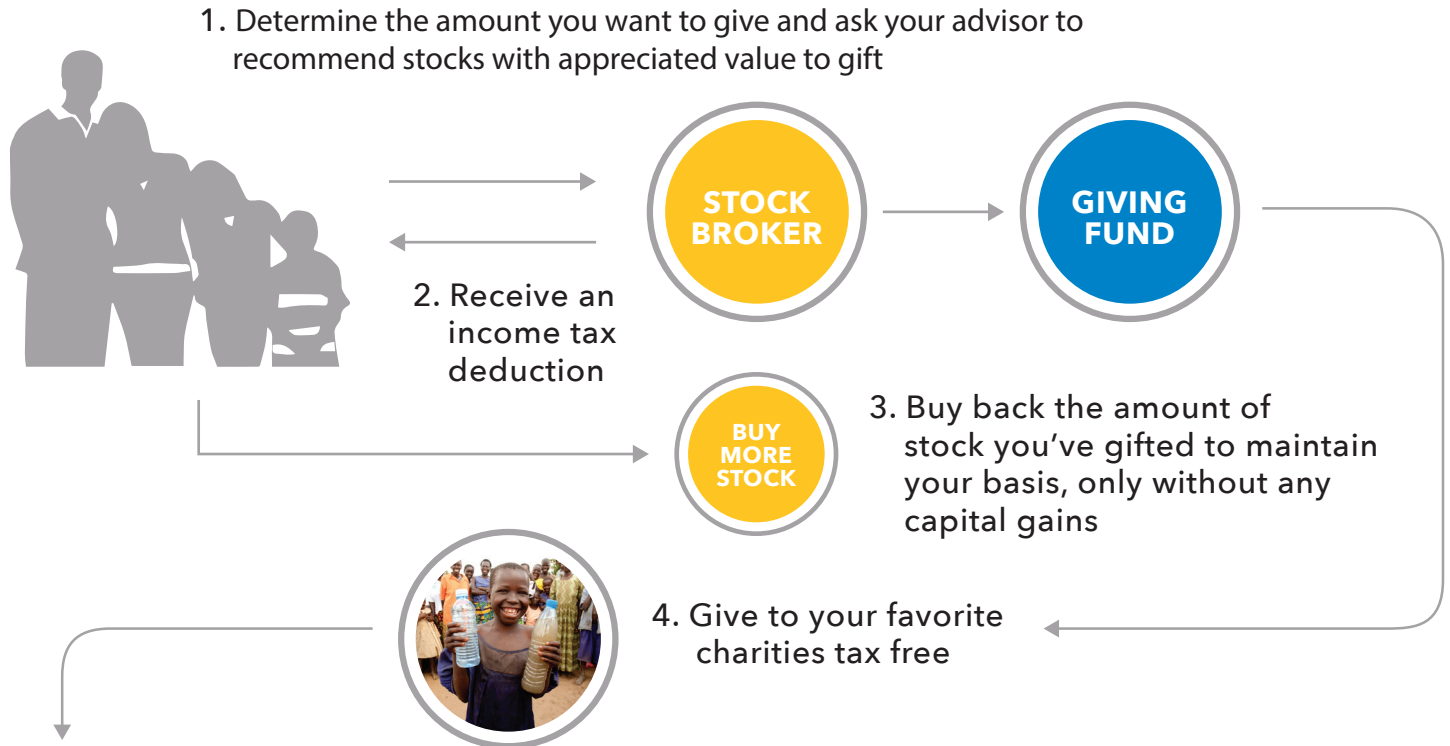 1. Determine the amount you want to give and ask your advisor to
recommend stocks with appreciated value to gift
STOCK
BROKER
GIVING
FUND
2. Receive an
income tax
deduction
BUY
MORE
STOCK
3. Buy back the amount of
stock you’ve gifted to maintain
your basis, only without any
capital gains
4. Give to your favorite
charities tax free